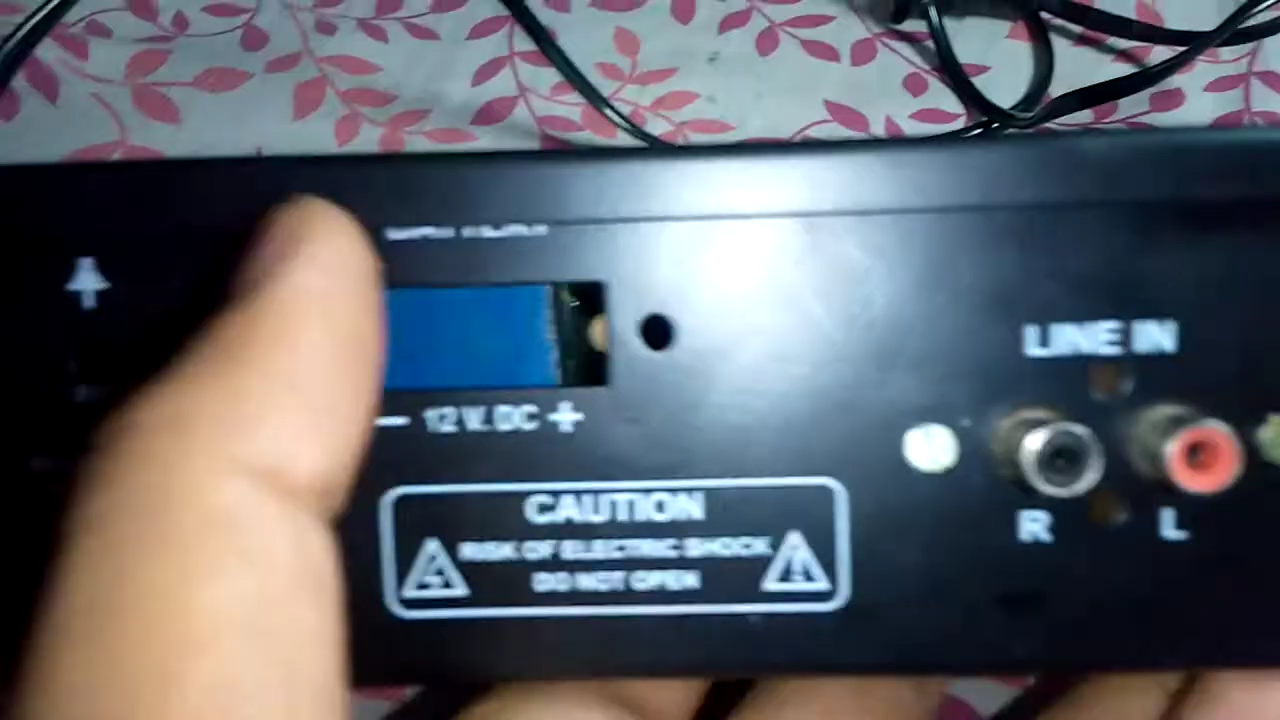 LINE IN
− 12 V. DC +
CAUTION
RISK OF ELECTRIC SHOCK
DO NOT OPEN
R L